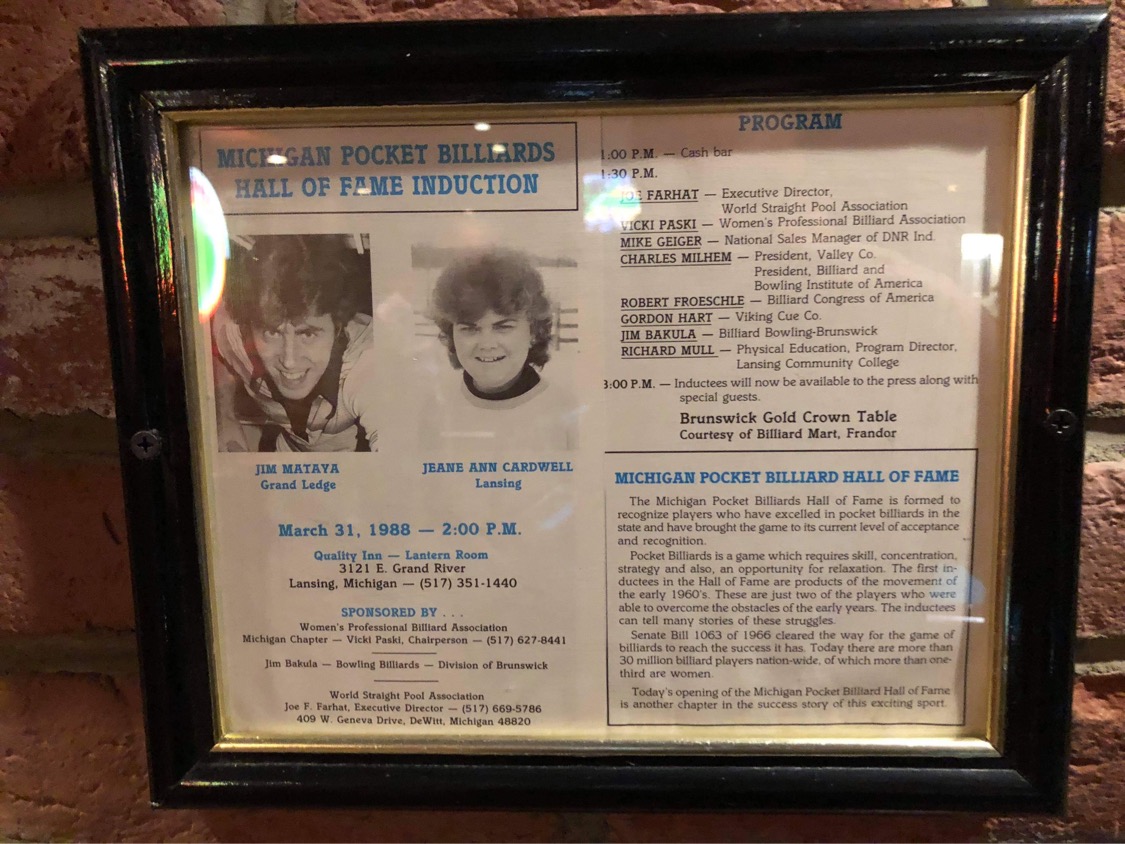 MICHIGAN POCKET BILLIARDS
HALL OF FAME INDUCTION
JIM MATAYA
Grand Ledge
JEANE ANN CARDWELL
Lansing
March 31, 1988 — 2:00 P.M.
Quality Inn — Lantern Room
3121 E. Grand River
Lansing, Michigan — (517) 351-1440
SPONSORED BY . . .
Women's Professional Billiard Association
Michigan Chapter — Vicki Paski, Chairperson — (517) 627-8441
Jim Bakula — Bowling Billiards — Division of Brunswick
World Straight Pool Association
Joe F. Farhat, Executive Director — (517) 669-5786
409 W. Geneva Drive, DeWitt, Michigan 48820
PROGRAM
1:00 P.M. — Cash bar
1:30 P.M.
JOE FARHAT — Executive Director,
World Straight Pool Association
VICKI PASKI — Women's Professional Billiard Association
MIKE GEIGER — National Sales Manager of DNR Ind.
CHARLES MILHEM — President, Valley Co.
President, Billiard and
Bowling Institute of America
ROBERT FROESCHLE — Billiard Congress of America
GORDON HART — Viking Cue Co.
JIM BAKULA — Billiard Bowling-Brunswick
RICHARD MULL — Physical Education, Program Director,
Lansing Community College
3:00 P.M. — Inductees will now be available to the press along with
special guests.
Brunswick Gold Crown Table
Courtesy of Billiard Mart, Frandor
MICHIGAN POCKET BILLIARD HALL OF FAME
The Michigan Pocket Billiards Hall of Fame is formed to
recognize players who have excelled in pocket billiards in the
state and have brought the game to its current level of acceptance
and recognition.
Pocket Billiards is a game which requires skill, concentration,
strategy and also, an opportunity for relaxation. The first in-
ductees in the Hall of Fame are products of the movement of
the early 1960's. These are just two of the players who were
able to overcome the obstacles of the early years. The inductees
can tell many stories of these struggles.
Senate Bill 1063 of 1966 cleared the way for the game of
billiards to reach the success it has. Today there are more than
30 million billiard players nation-wide, of which more than one-
third are women.
Today's opening of the Michigan Pocket Billiard Hall of Fame
is another chapter in the success story of this exciting sport.